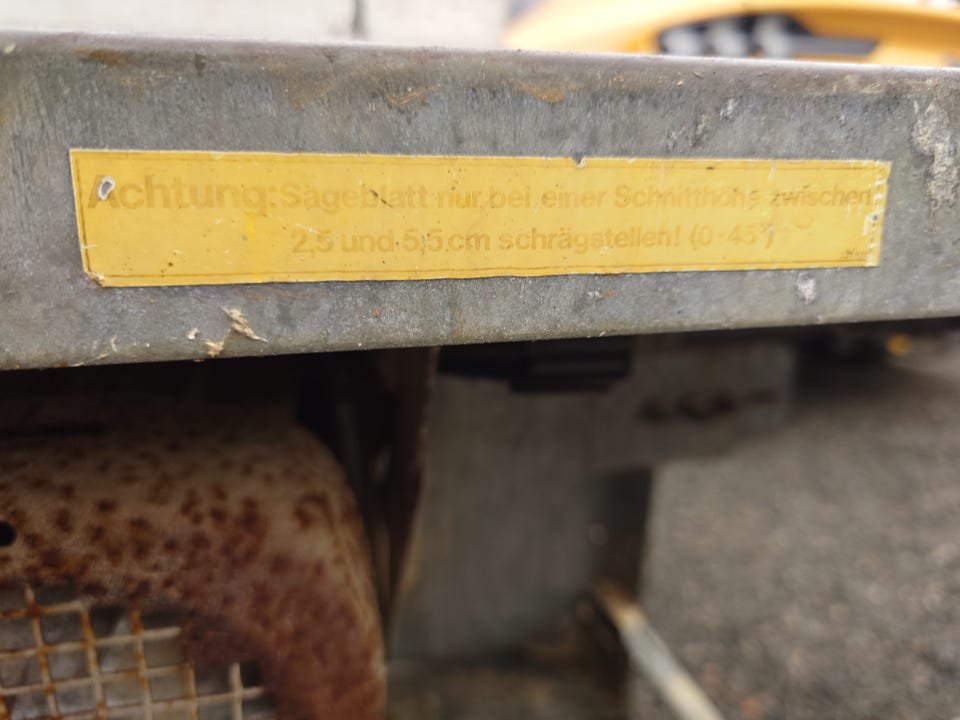 Achtung: Sägeblatt nur bei einer Schnitthöhe zwischen
2,5 und 5,5 cm schrägstellen! (0-45°)